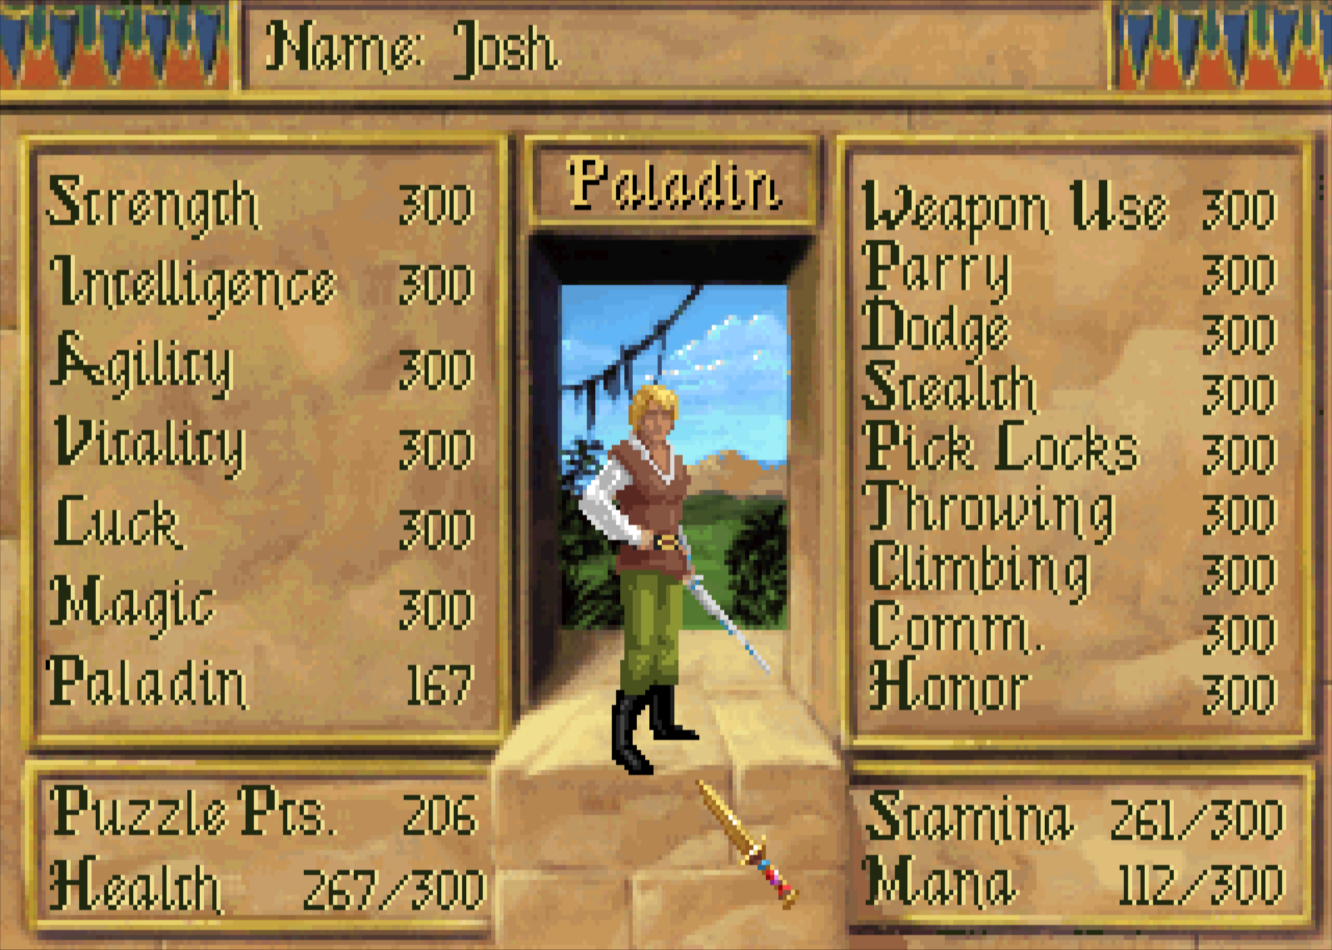 Name: Josh
Paladin
Strength 300
Intelligence 300
Agility 300
Vitality 300
Luck 300
Magic 300
Paladin 167
Weapon Use 300
Parry 300
Dodge 300
Stealth 300
Pick Locks 300
Throwing 300
Climbing 300
Comm. 300
Honor 300
Puzzle Pts. 206
Health 267/300
Stamina 261/300
Mana 112/300